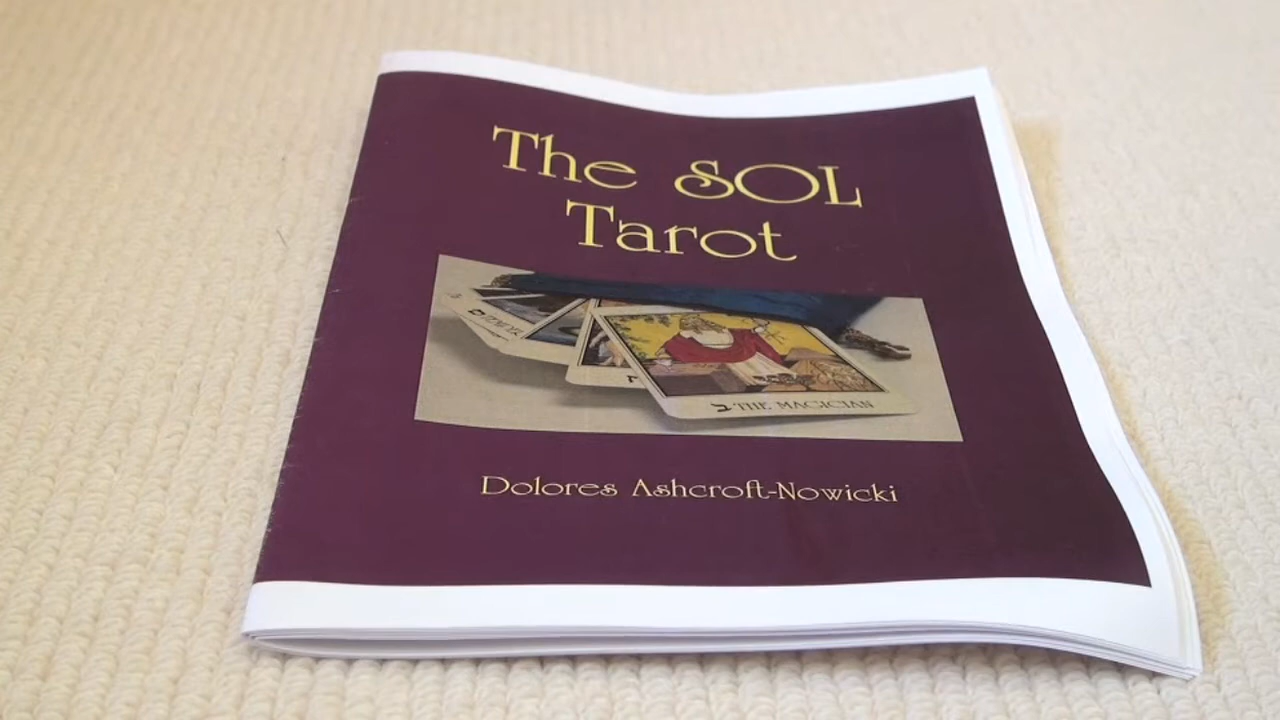 The SOL
Tarot
ב THE MAGICIAN
Dolores Ashcroft-Nowicki